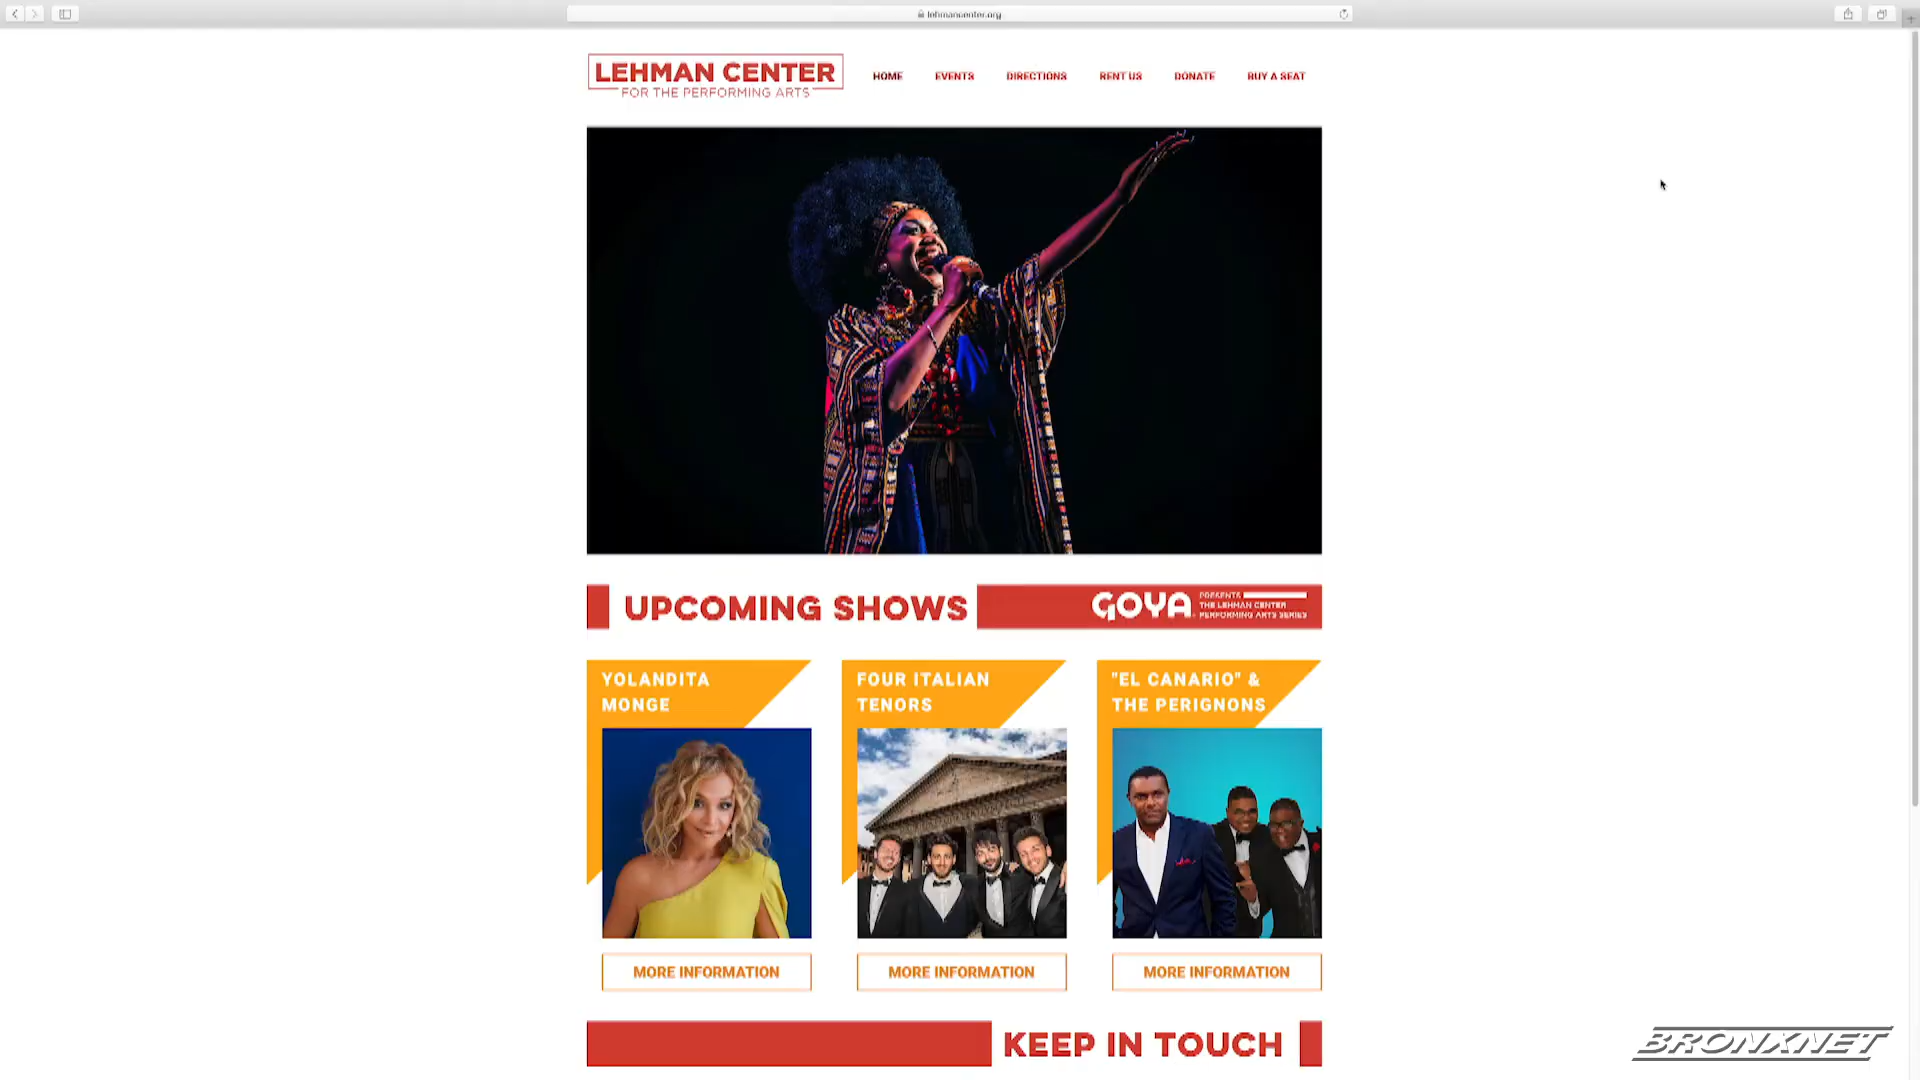 lehmancenter.org
LEHMAN CENTER
FOR THE PERFORMING ARTS
HOME EVENTS DIRECTIONS RENT US DONATE BUY A SEAT
UPCOMING SHOWS
GOYA
PRESENTS
THE LEHMAN CENTER
PERFORMING ARTS SERIES
YOLANDITA
MONGE
FOUR ITALIAN
TENORS
"EL CANARIO" &
THE PERIGNONS
MORE INFORMATION
MORE INFORMATION
MORE INFORMATION
KEEP IN TOUCH
BRONXNET